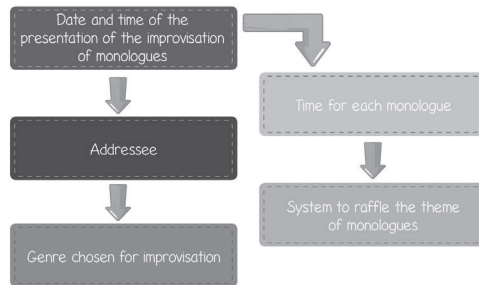 Date and time of the
presentation of the improvisation
of monologues
Addressee
Genre chosen for improvisation
Time for each monologue
System to raffle the theme
of monologues